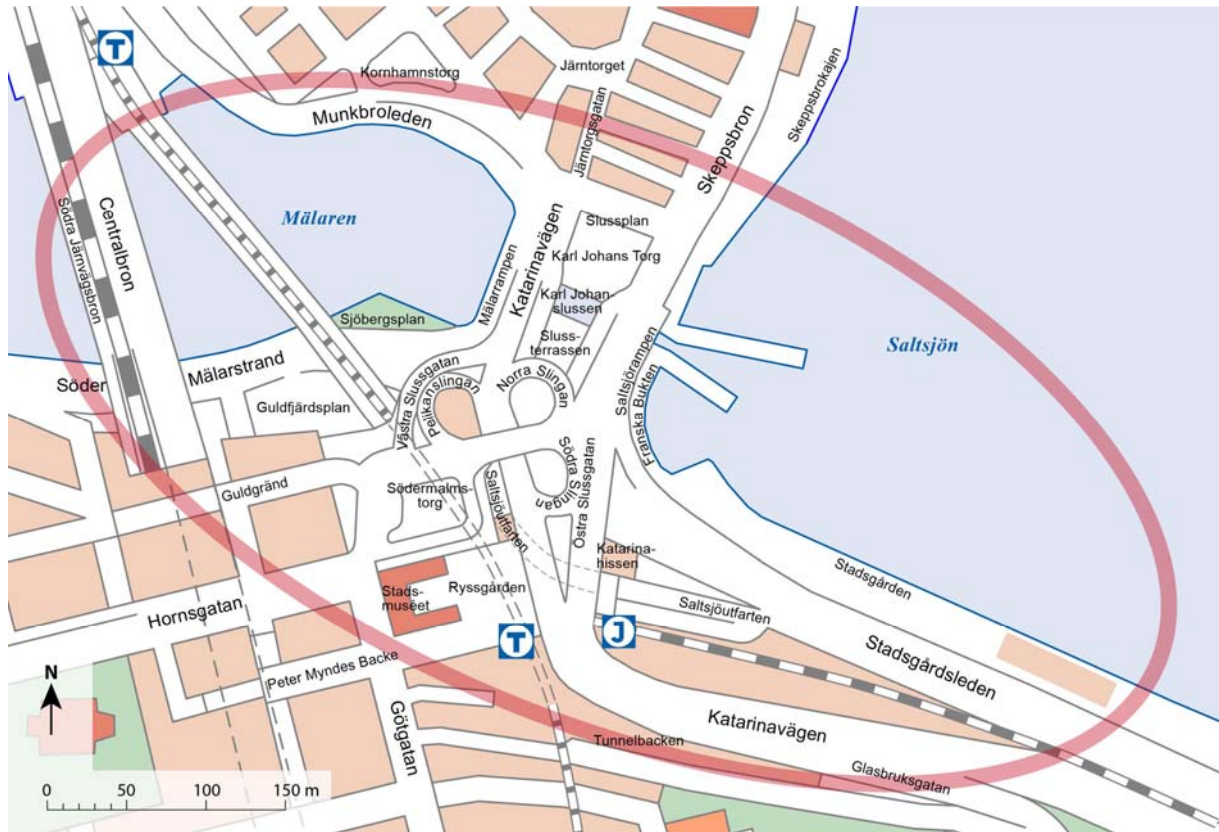 T
Kornhamnstorg
Järntorget
Munkbroleden
Järntorgsgatan
Skeppsbron
Skeppsbrokajen
Södra Järnvägsbron
Centralbron
Mälaren
Slussplan
Karl Johans Torg
Katarinavägen
Mälarrampen
Karl Johan-
slussen
Sjöbergsplan
Sluss-
terrassen
Saltsjön
Söder
Mälarstrand
Guldfjärdsplan
Västra Slussgatan
Pelikanslingan
Norra Slingan
Saltsjörampen
Franska Bukten
Guldgränd
Södermalms-
torg
Saltsjöutfarten
Södra Slingan
Östra Slussgatan
Katarina-
hissen
Stadsgården
Hornsgatan
Stads-
muséet
Ryssgården
Saltsjöutfarten
T
J
Stadsgårdsleden
Peter Myndes Backe
Götgatan
Tunnelbacken
Katarinavägen
Glasbruksgatan
N
0 50 100 150 m